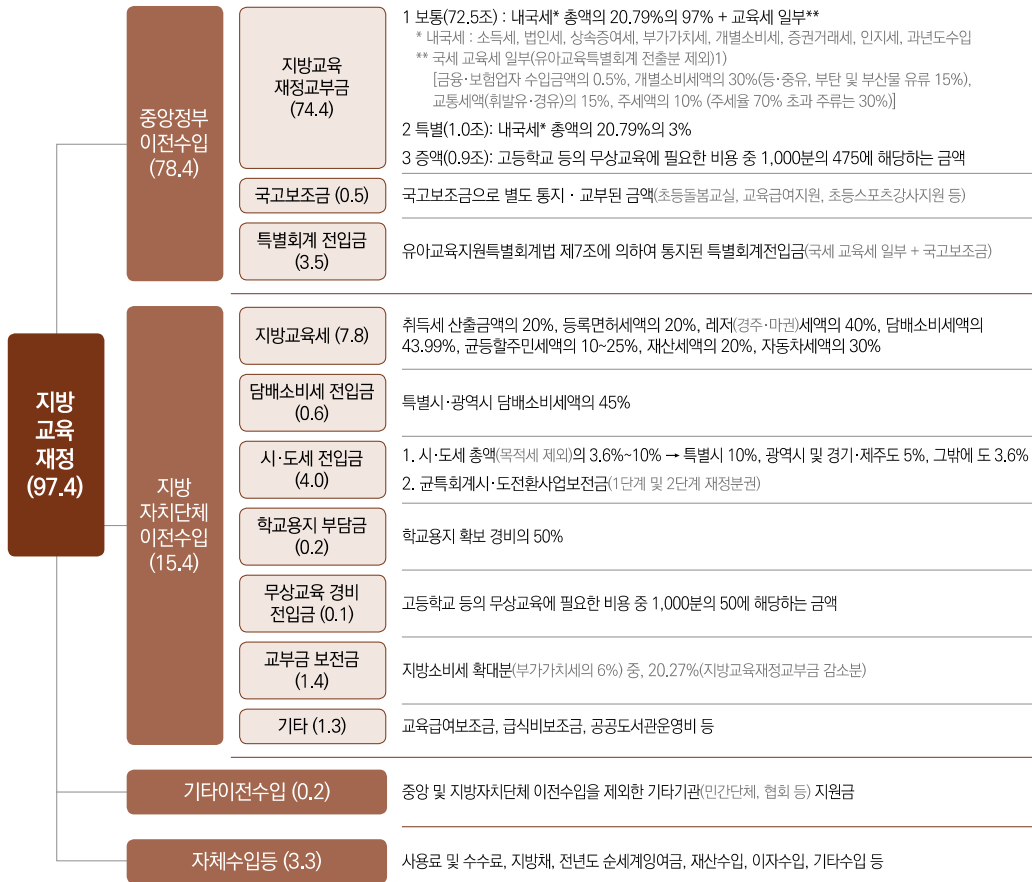 지방
교육
재정
(97.4)
중앙정부
이전수입
(78.4)
지방교육
재정교부금
(74.4)
1 보통(72.5조) : 내국세* 총액의 20.79%의 97% + 교육세 일부**
* 내국세 : 소득세, 법인세, 상속증여세, 부가가치세, 개별소비세, 증권거래세, 인지세, 과년도수입
** 국세 교육세 일부(유아교육특별회계 전출분 제외)1)
[금융·보험업자 수입금액의 0.5%, 개별소비세액의 30%(등·중유, 부탄 및 부산물 유류 15%),
교통세액(휘발유·경유)의 15%, 주세액의 10% (주세율 70% 초과 주류는 30%)]
2 특별(1.0조): 내국세* 총액의 20.79%의 3%
3 증액(0.9조): 고등학교 등의 무상교육에 필요한 비용 중 1,000분의 475에 해당하는 금액
국고보조금 (0.5)
국고보조금으로 별도 통지 · 교부된 금액(초등돌봄교실, 교육급여지원, 초등스포츠강사지원 등)
특별회계 전입금
(3.5)
유아교육지원특별회계법 제7조에 의하여 통지된 특별회계전입금(국세 교육세 일부 + 국고보조금)
지방
자치단체
이전수입
(15.4)
지방교육세 (7.8)
취득세 산출금액의 20%, 등록면허세액의 20%, 레저(경주·마권)세액의 40%, 담배소비세액의
43.99%, 균등할주민세액의 10~25%, 재산세액의 20%, 자동차세액의 30%
담배소비세 전입금
(0.6)
특별시·광역시 담배소비세액의 45%
시·도세 전입금
(4.0)
1. 시·도세 총액(목적세 제외)의 3.6%~10% → 특별시 10%, 광역시 및 경기·제주도 5%, 그밖에 도 3.6%
2. 균특회계시·도전환사업보전금(1단계 및 2단계 재정분권)
학교용지 부담금
(0.2)
학교용지 확보 경비의 50%
무상교육 경비
전입금 (0.1)
고등학교 등의 무상교육에 필요한 비용 중 1,000분의 50에 해당하는 금액
교부금 보전금
(1.4)
지방소비세 확대분(부가가치세의 6%) 중, 20.27%(지방교육재정교부금 감소분)
기타 (1.3)
교육급여보조금, 급식비보조금, 공공도서관운영비 등
기타이전수입 (0.2)
중앙 및 지방자치단체 이전수입을 제외한 기타기관(민간단체, 협회 등) 지원금
자체수입등 (3.3)
사용료 및 수수료, 지방채, 전년도 순세계잉여금, 재산수입, 이자수입, 기타수입 등